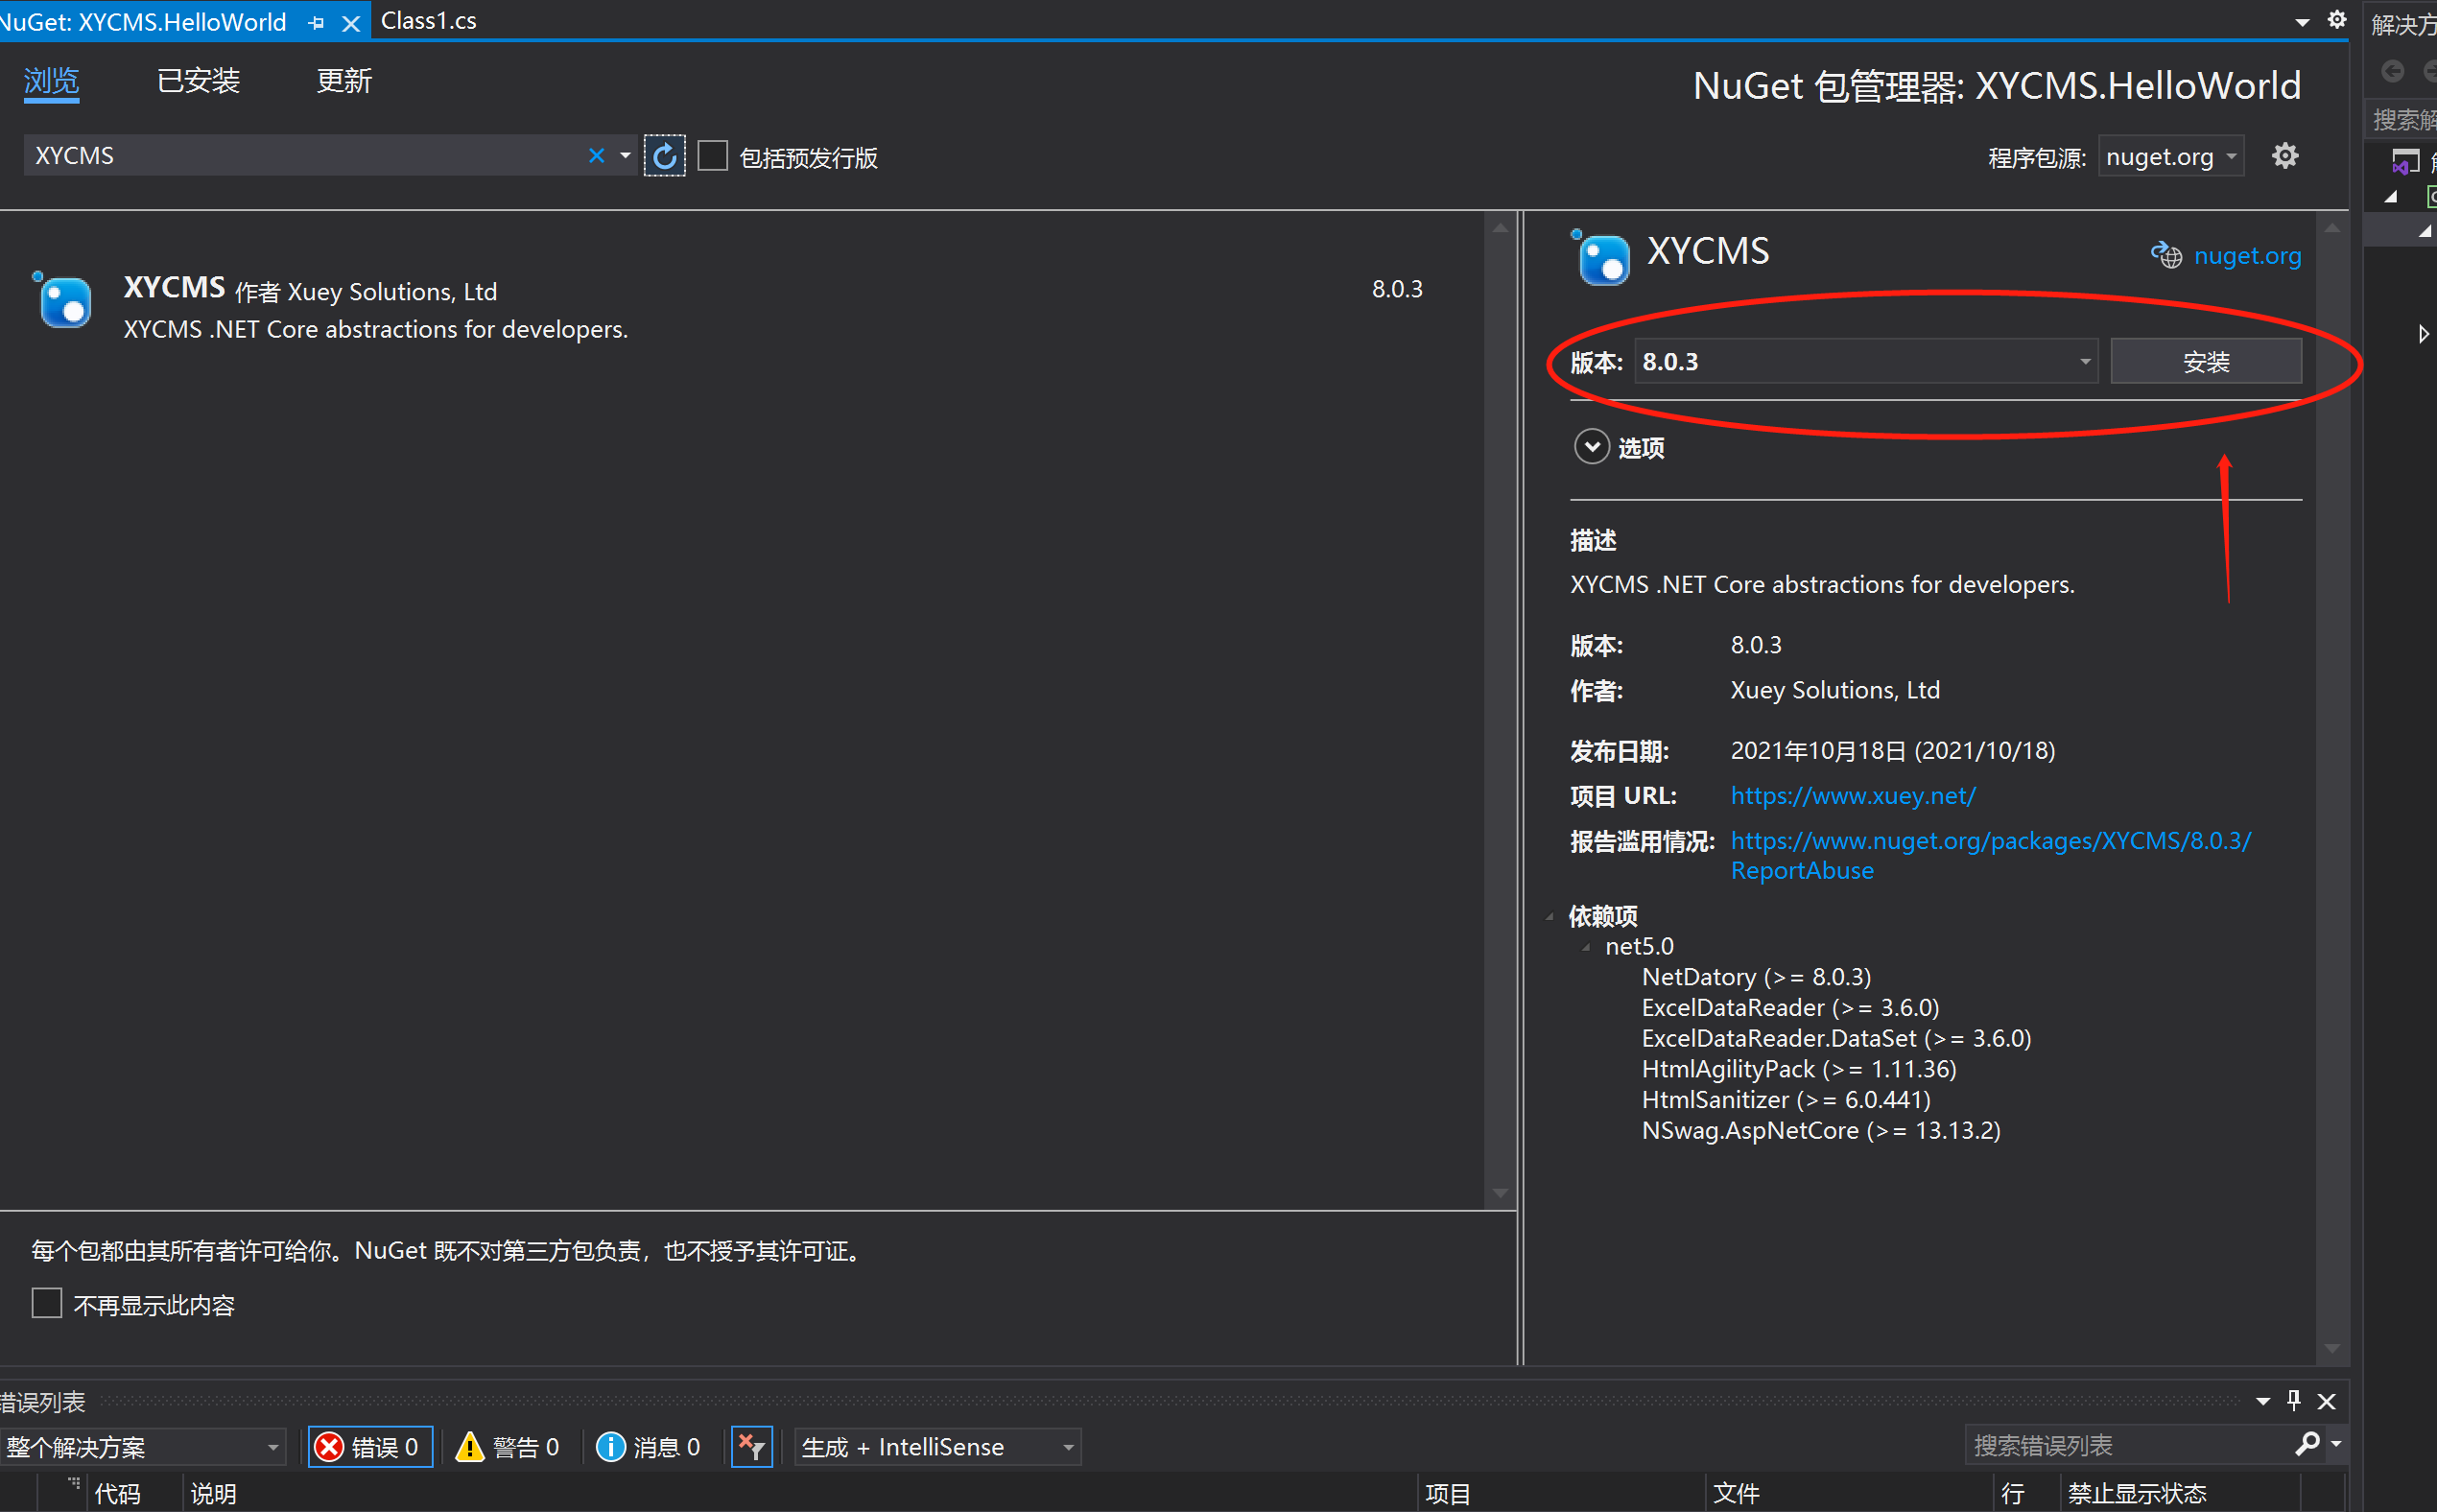 NuGet: XYCMS.HelloWorld
Class1.cs
浏览
已安装
更新
NuGet 包管理器: XYCMS.HelloWorld
XYCMS
包括预发行版
程序包源: nuget.org
XYCMS 作者 Xuey Solutions, Ltd
8.0.3
XYCMS .NET Core abstractions for developers.
XYCMS
nuget.org
版本: 8.0.3
安装
选项
描述
XYCMS .NET Core abstractions for developers.
版本: 8.0.3
作者: Xuey Solutions, Ltd
发布日期: 2021年10月18日 (2021/10/18)
项目 URL: https://www.xuey.net/
报告滥用情况: https://www.nuget.org/packages/XYCMS/8.0.3/
ReportAbuse
依赖项
net5.0
NetDatory (>= 8.0.3)
ExcelDataReader (>= 3.6.0)
ExcelDataReader.DataSet (>= 3.6.0)
HtmlAgilityPack (>= 1.11.36)
HtmlSanitizer (>= 6.0.441)
NSwag.AspNetCore (>= 13.13.2)
每个包都由其所有者许可给你。NuGet 既不对第三方包负责，也不授予其许可证。
不再显示此内容
错误列表
整个解决方案
错误 0
警告 0
消息 0
生成 + IntelliSense
搜索错误列表
代码
说明
项目
文件
行
禁止显示状态
解决方
搜索解